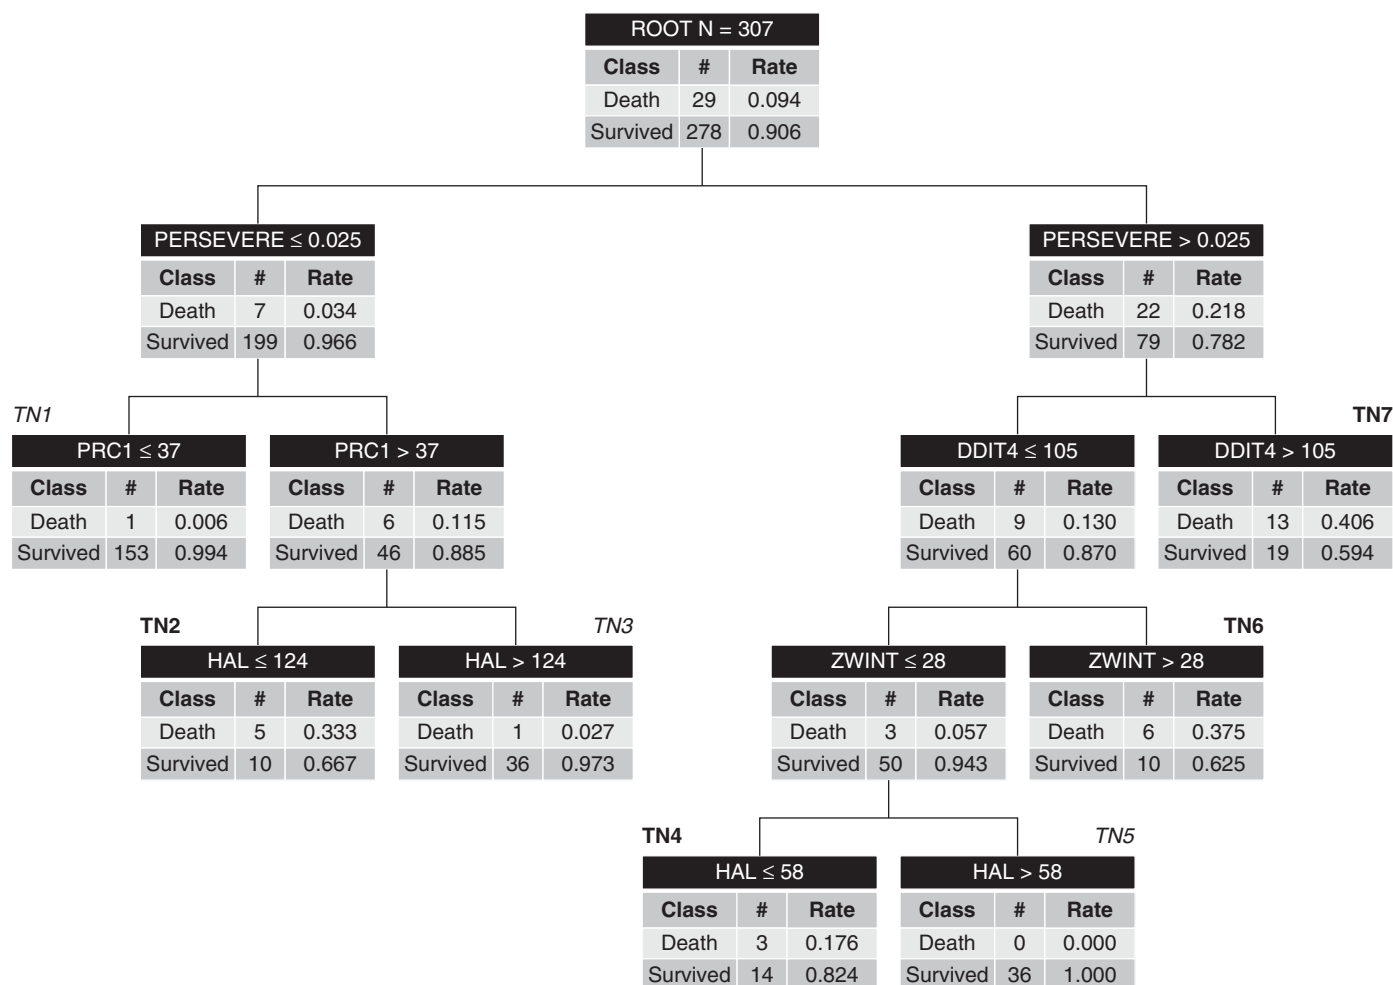 ROOT N = 307
Class # Rate
Death 29 0.094
Survived 278 0.906
PERSEVERE ≤ 0.025
Class # Rate
Death 7 0.034
Survived 199 0.966
PERSEVERE > 0.025
Class # Rate
Death 22 0.218
Survived 79 0.782
TN1
PRC1 ≤ 37
Class # Rate
Death 1 0.006
Survived 153 0.994
PRC1 > 37
Class # Rate
Death 6 0.115
Survived 46 0.885
DDIT4 ≤ 105
Class # Rate
Death 9 0.130
Survived 60 0.870
TN7
DDIT4 > 105
Class # Rate
Death 13 0.406
Survived 19 0.594
TN2
HAL ≤ 124
Class # Rate
Death 5 0.333
Survived 10 0.667
TN3
HAL > 124
Class # Rate
Death 1 0.027
Survived 36 0.973
ZWINT ≤ 28
Class # Rate
Death 3 0.057
Survived 50 0.943
TN6
ZWINT > 28
Class # Rate
Death 6 0.375
Survived 10 0.625
TN4
HAL ≤ 58
Class # Rate
Death 3 0.176
Survived 14 0.824
TN5
HAL > 58
Class # Rate
Death 0 0.000
Survived 36 1.000